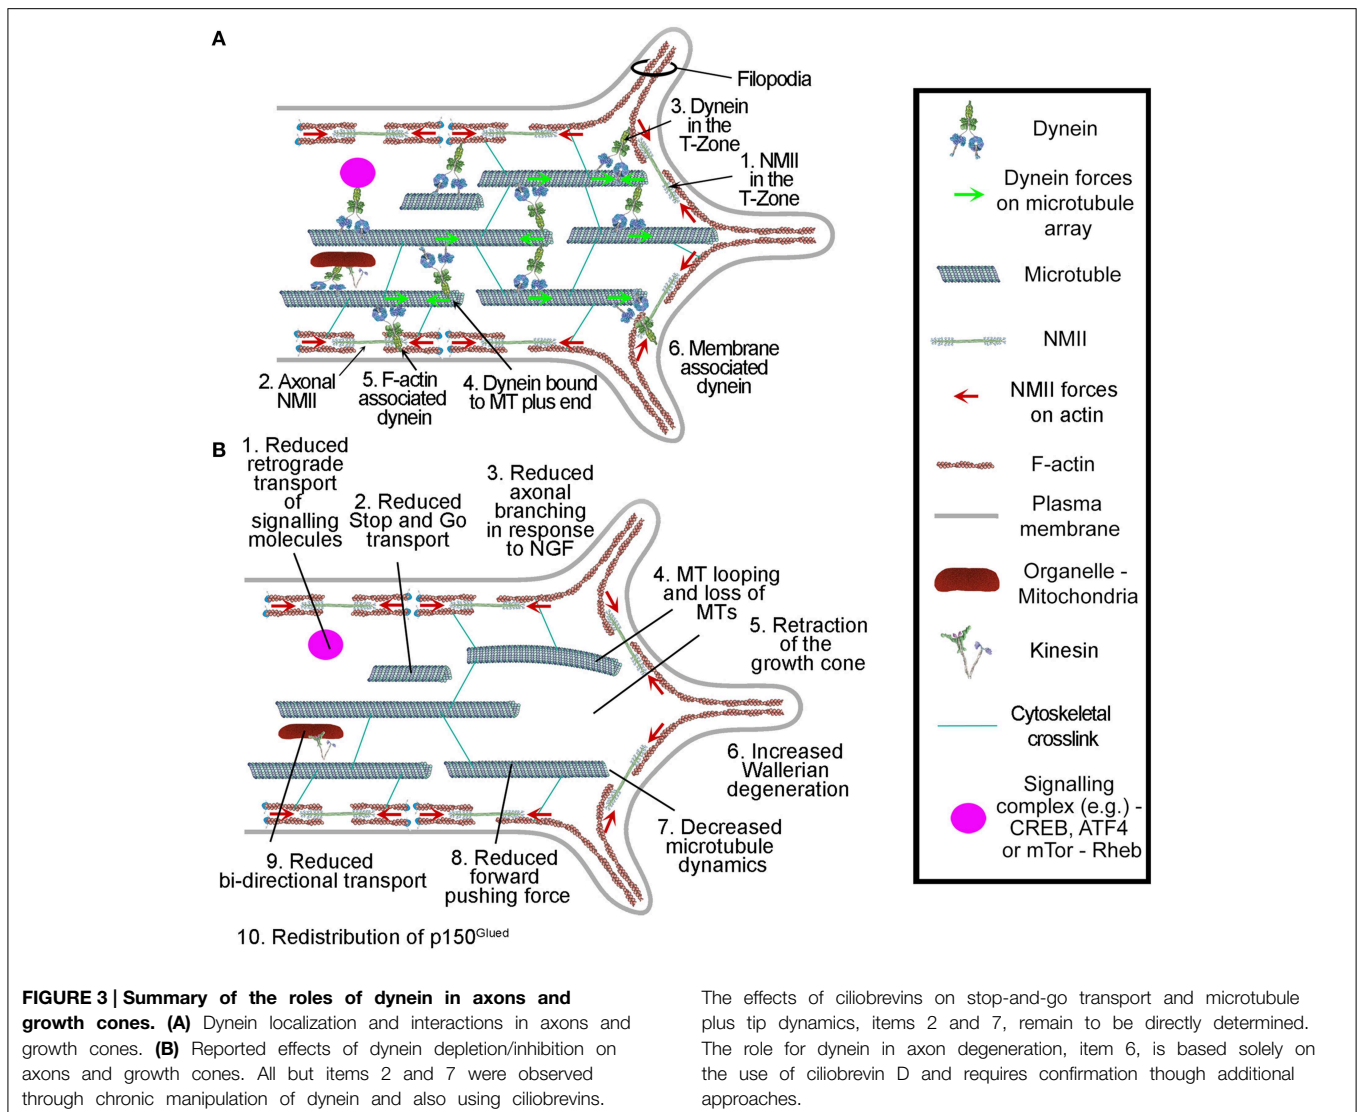 A
Filopodia
3. Dynein
in the
T-Zone
1. NMII
in the
T-Zone
2. Axonal
NMII
5. F-actin
associated
dynein
4. Dynein bound
to MT plus end
6. Membrane
associated
dynein
B
1. Reduced
retrograde
transport
of
signalling
molecules
2. Reduced
Stop and Go
transport
3. Reduced
axonal
branching
in response
to NGF
4. MT looping
and loss of
MTs
5. Retraction
of the
growth cone
6. Increased
Wallerian
degeneration
7. Decreased
microtubule
dynamics
8. Reduced
forward
pushing force
9. Reduced
bi-directional transport
10. Redistribution of p150Glued
Dynein
Dynein forces
on microtubule
array
Microtuble
NMII
NMII forces
on actin
F-actin
Plasma
membrane
Organelle -
Mitochondria
Kinesin
Cytoskeletal
crosslink
Signalling
complex (e.g.) -
CREB, ATF4
or mTor - Rheb
FIGURE 3 | Summary of the roles of dynein in axons and
growth cones. (A) Dynein localization and interactions in axons and
growth cones. (B) Reported effects of dynein depletion/inhibition on
axons and growth cones. All but items 2 and 7 were observed
through chronic manipulation of dynein and also using ciliobrevins.
The effects of ciliobrevins on stop-and-go transport and microtubule
plus tip dynamics, items 2 and 7, remain to be directly determined.
The role for dynein in axon degeneration, item 6, is based solely on
the use of ciliobrevin D and requires confirmation though additional
approaches.